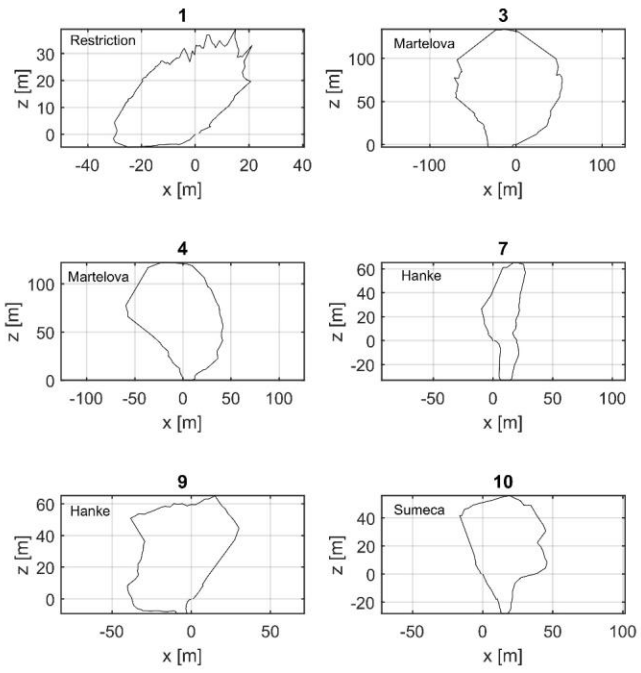 1
Restriction
30
20
10
0
z [m]
-40 -20 0 20 40
x [m]
3
Martelova
100
50
0
z [m]
-100 0 100
x [m]
4
Martelova
100
50
0
z [m]
-100 -50 0 50 100
x [m]
7
Hanke
60
40
20
0
-20
z [m]
-50 0 50 100
x [m]
9
Hanke
60
40
20
0
z [m]
-50 0 50
x [m]
10
Sumeca
40
20
0
-20
z [m]
-50 0 50 100
x [m]